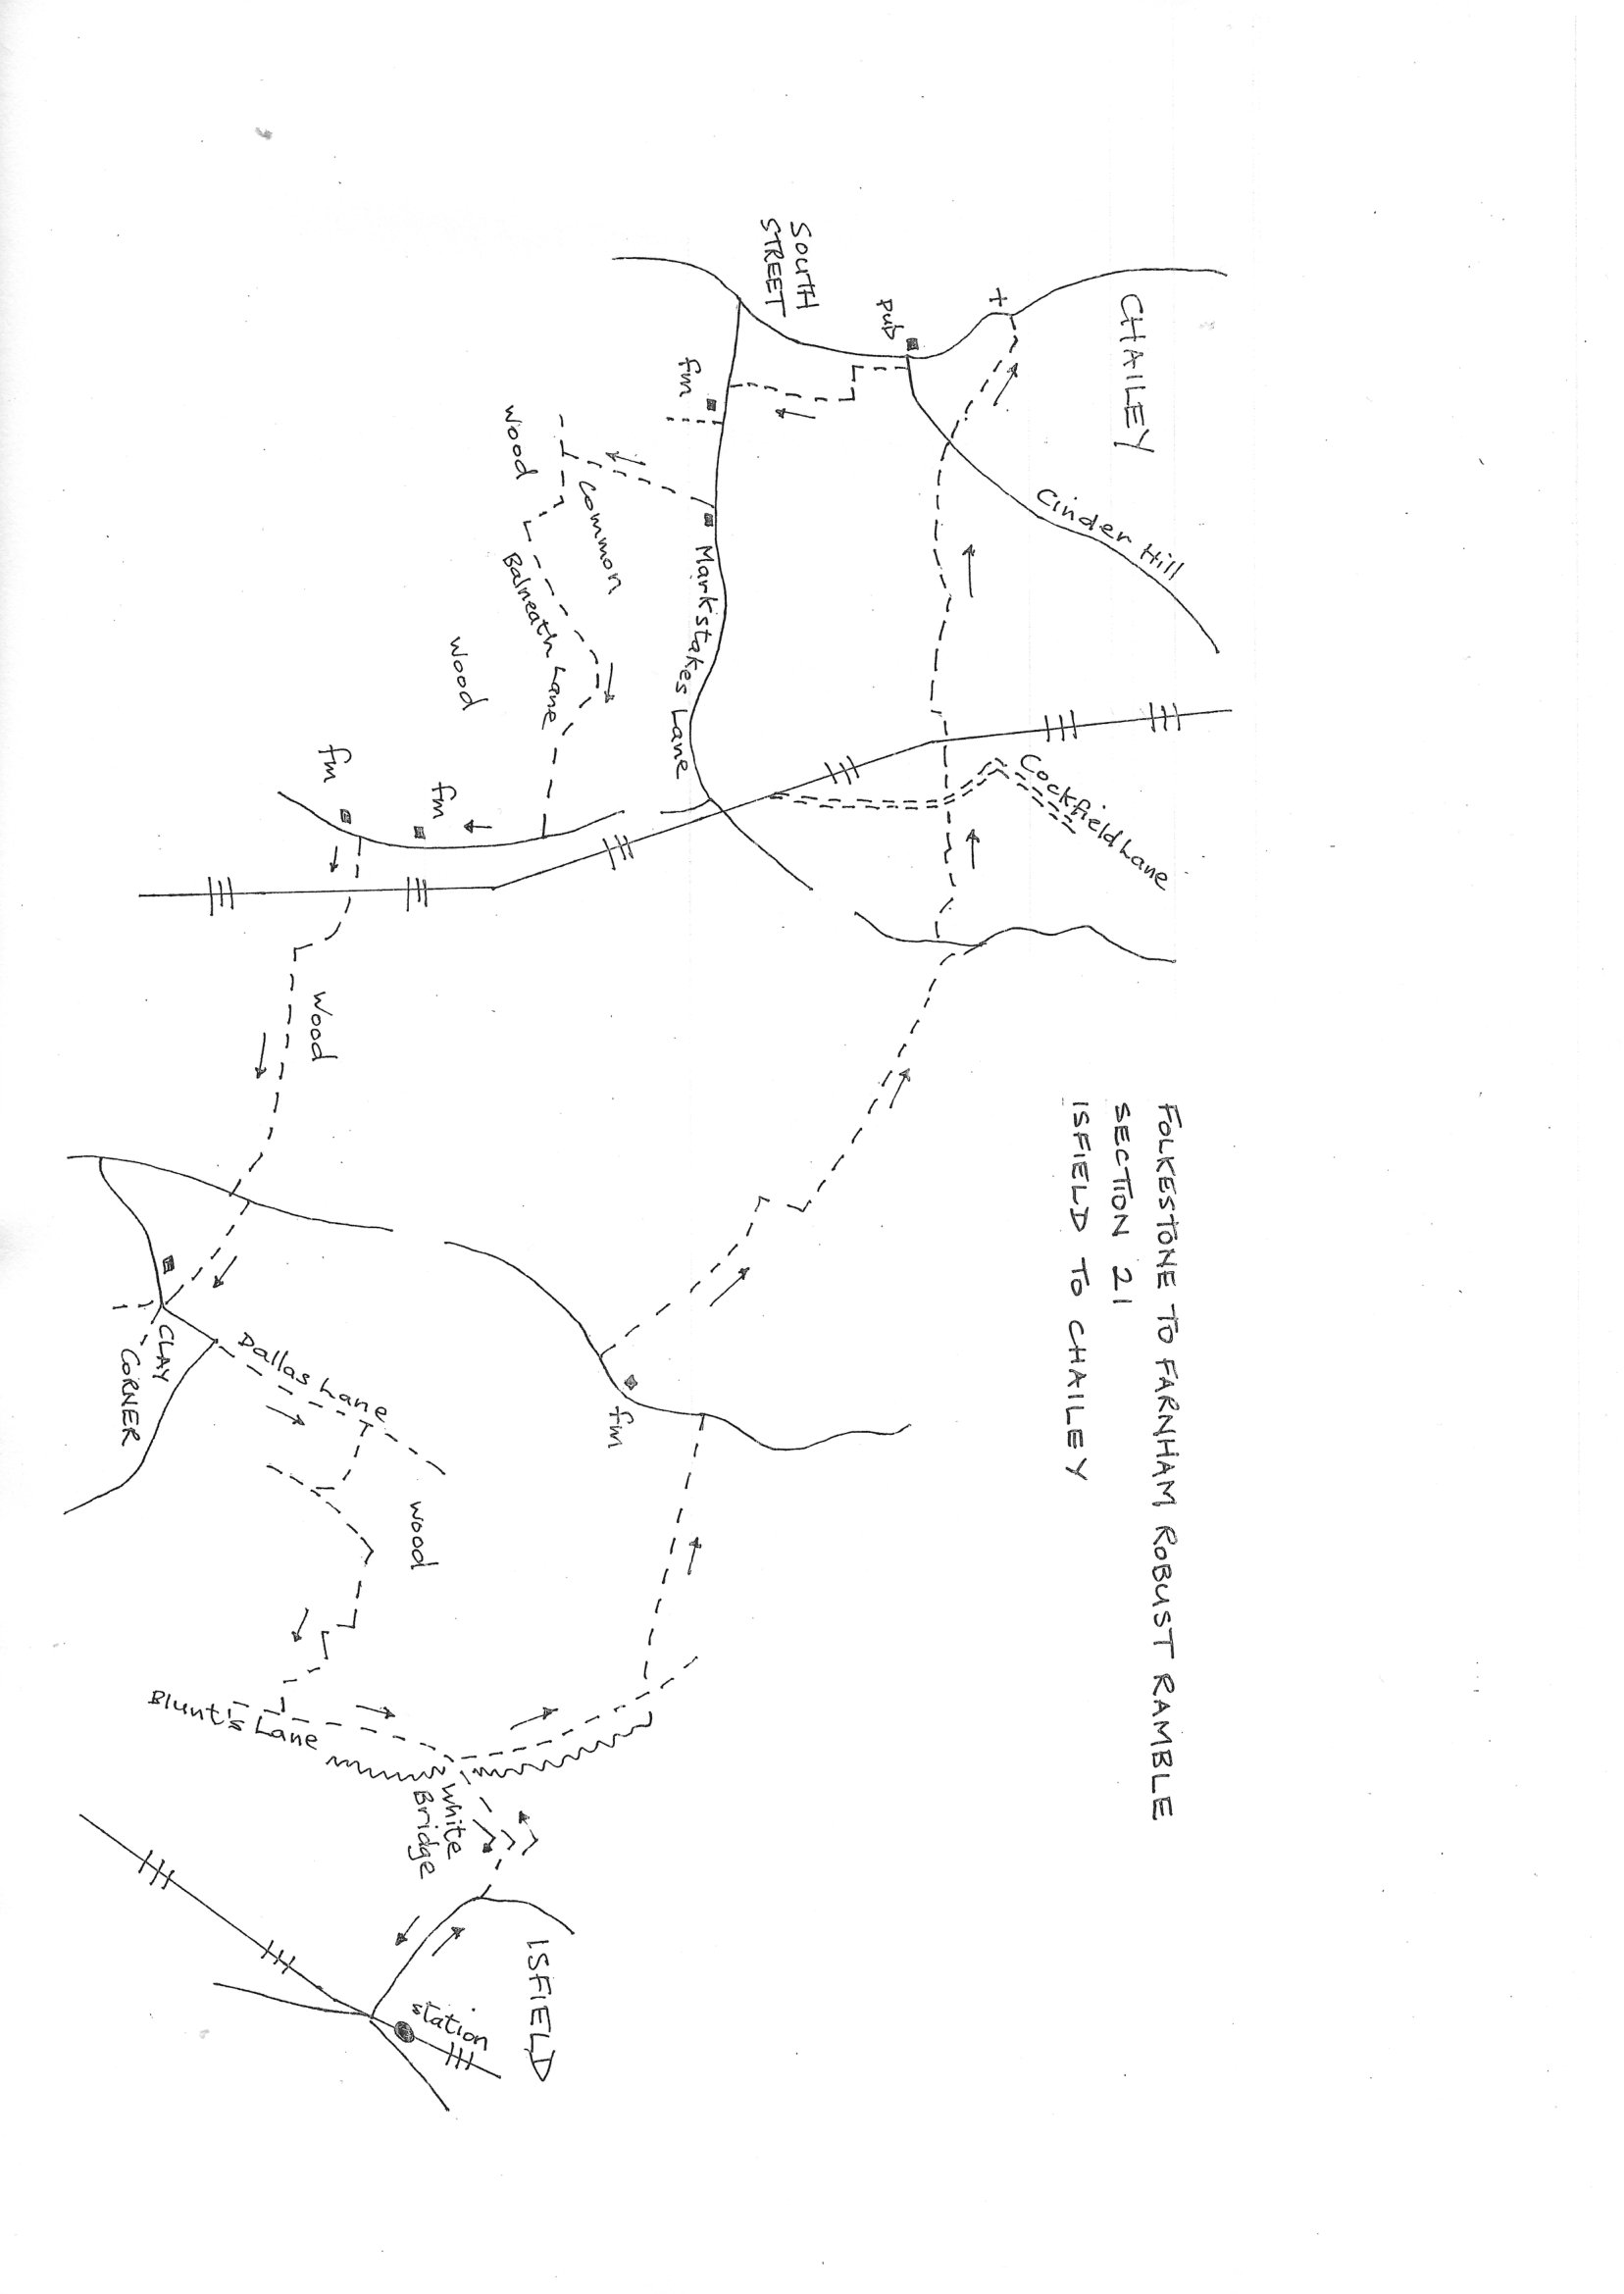 FOLKESTONE TO FARNHAM ROBUST RAMBLE
SECTION 21
ISFIELD TO CHAILEY
CHAILEY
Cinder Hill
Cockfield Lane
+
pub
SOUTH
STREET
fm
Markstakes Lane
Common
wood
Balneath Lane
wood
fm
fm
wood
fm
CLAY
CORNER
Dallas Lane
wood
Blunt's Lane
White
Bridge
ISFIELD
station